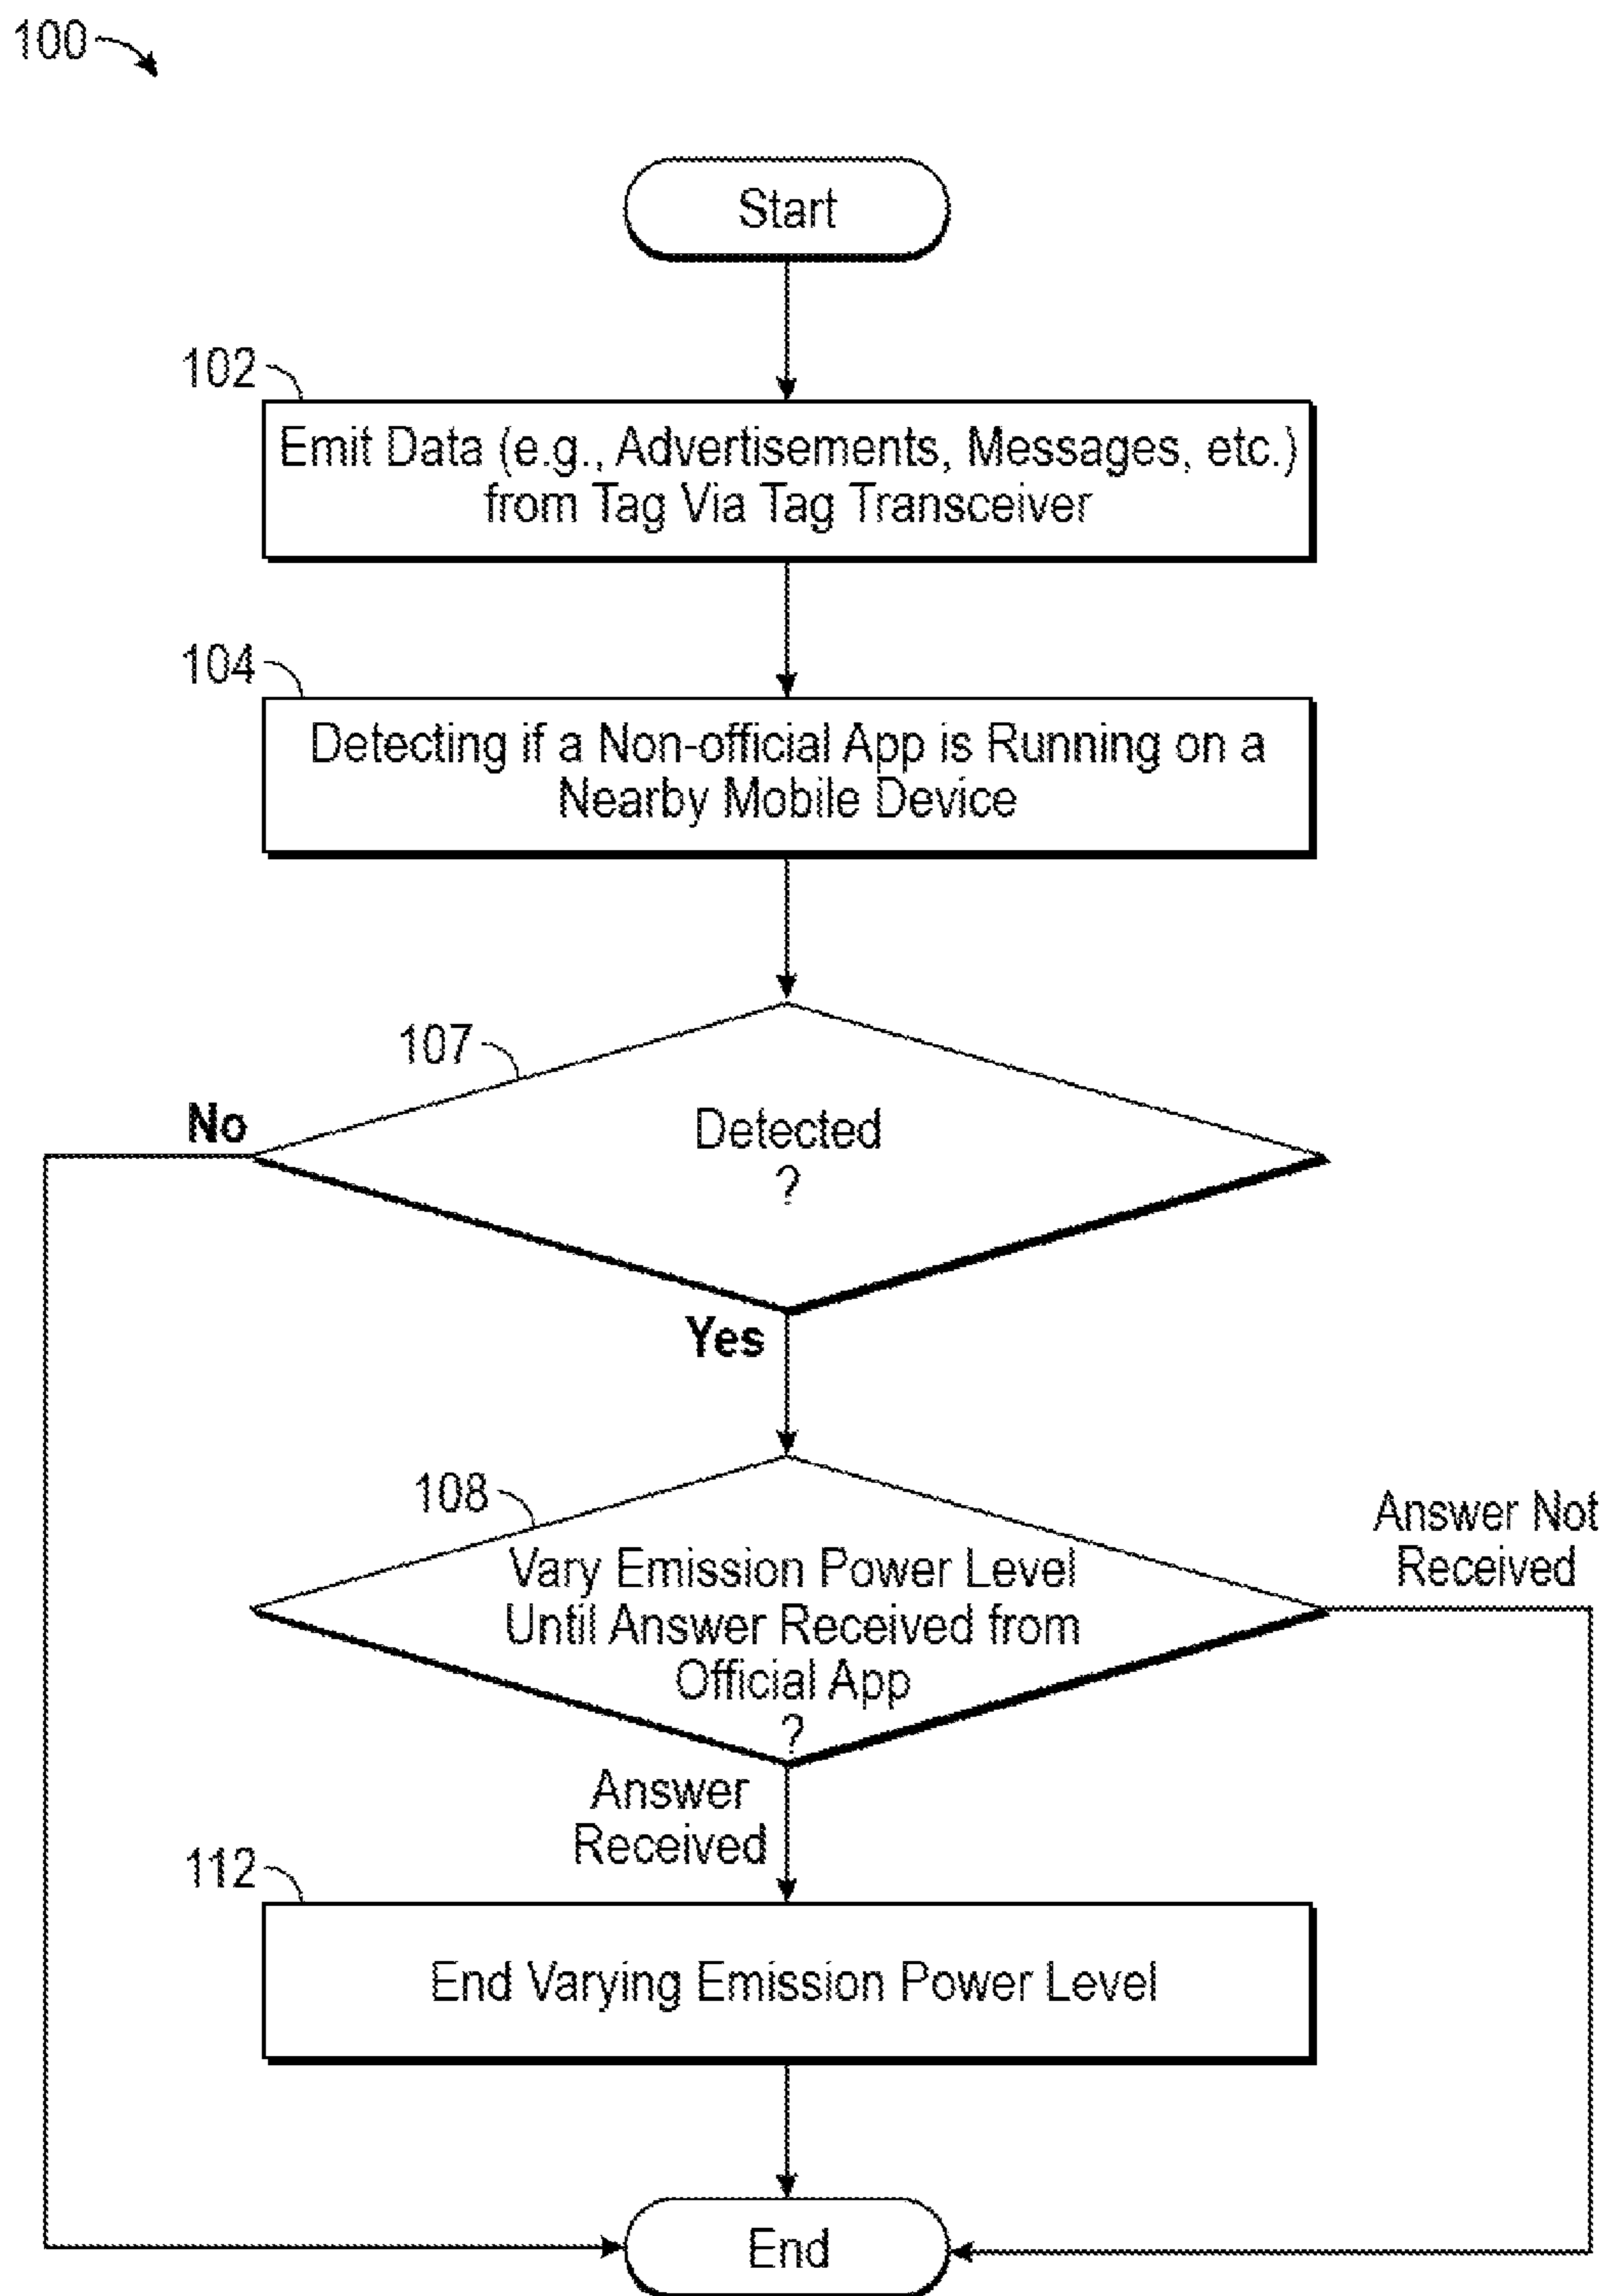 100
Start
102
Emit Data (e.g., Advertisements, Messages, etc.)
from Tag Via Tag Transceiver
104
Detecting if a Non-official App is Running on a
Nearby Mobile Device
107
No
Detected
?
Yes
108
Answer Not
Received
Vary Emission Power Level
Until Answer Received from
Official App
?
Answer
Received
112
End Varying Emission Power Level
End